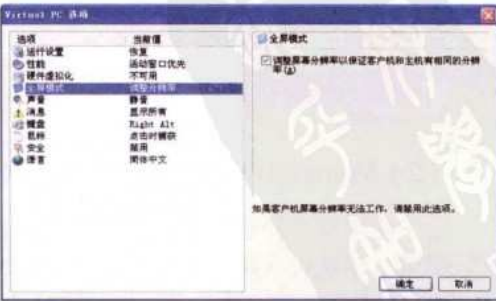 Virtual PC 选项
选项 当前值
运行设置 恢复
性能 活动窗口优先
硬件虚拟化 不可用
全屏模式 调整分辨率
声音 静音
消息 显示所有
键盘 Right Alt
鼠标 点击时捕获
安全 禁用
语言 简体中文
全屏模式
调整屏幕分辨率以保证客户机和主机有相同的分辨率(A)
如果客户机屏幕分辨率无法工作，请禁用此选项。
确定 取消